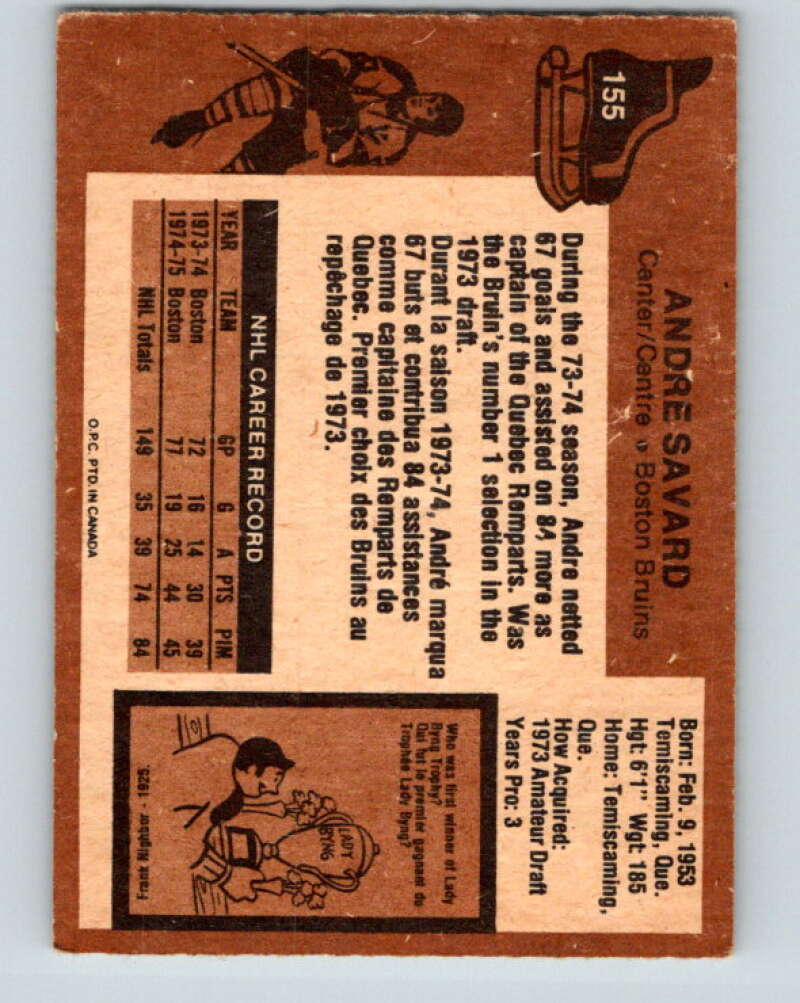 155
ANDRE SAVARD
Center/Centre Boston Bruins
Born: Feb. 9, 1953
Temiscaming, Que.
Hgt: 6'1" Wgt: 185
Home: Temiscaming,
Que.
How Acquired:
1973 Amateur Draft
Years Pro: 3
During the 73-74 season, Andre netted
67 goals and assisted on 84 more as
captain of the Quebec Remparts. Was
the Bruin's number 1 selection in the
1973 draft.
Durant la saison 1973-74, André marqua
67 buts et contribua 84 assistances
comme capitaine des Remparts de
Quebec. Premier choix des Bruins au
repêchage de 1973.
NHL CAREER RECORD
YEAR TEAM GP G A PTS PIM
1973-74 Boston 72 16 14 30 39
1974-75 Boston 77 19 25 44 45
NHL Totals 149 35 39 74 84
Who was first winner of Lady
Byng Trophy?
Qui fut le premier gagnant du
Trophée Lady Byng?
LADY
BYNG
Frank Nighbor - 1925.
O.P.C. PTD. IN CANADA